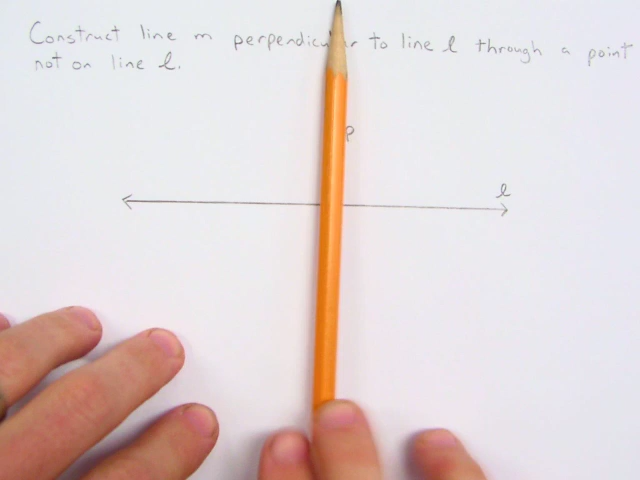 Construct line m perpendicular to line l through a point
not on line l.
P
l